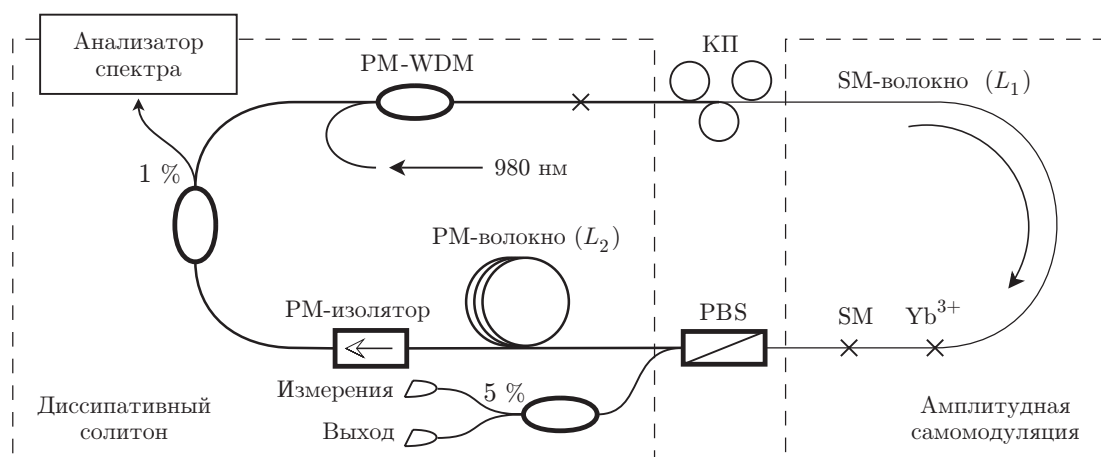 Анализатор
спектра
PM-WDM
КП
SM-волокно (L₁)
1 %
980 нм
PM-волокно (L₂)
PM-изолятор
PBS
SM
Yb³⁺
Измерения
5 %
Выход
Диссипативный
солитон
Амплитудная
самомодуляция